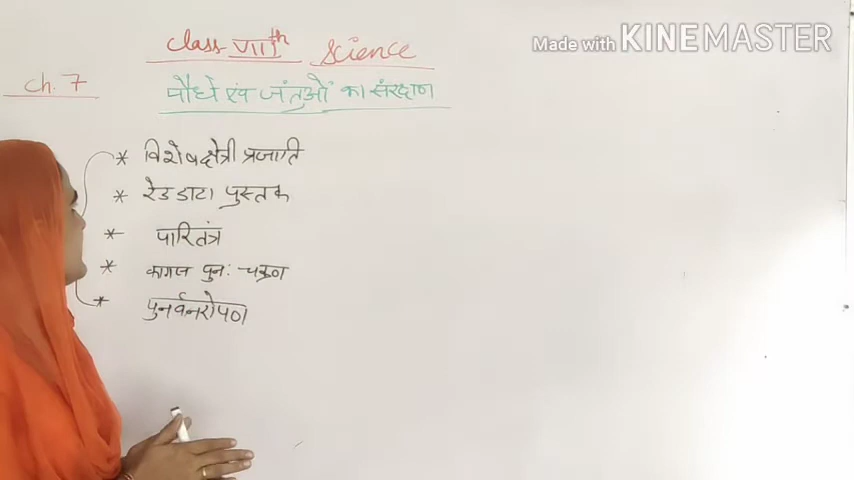 Class - VIIIth Science
Made with KINEMASTER
Ch. 7
पौधे एवं जंतुओं का संरक्षण
* विशेषक्षेत्री प्रजाति
* रेड डाटा पुस्तक
* पारितंत्र
* कागज पुनः चक्रण
* पुनर्वनरोपण